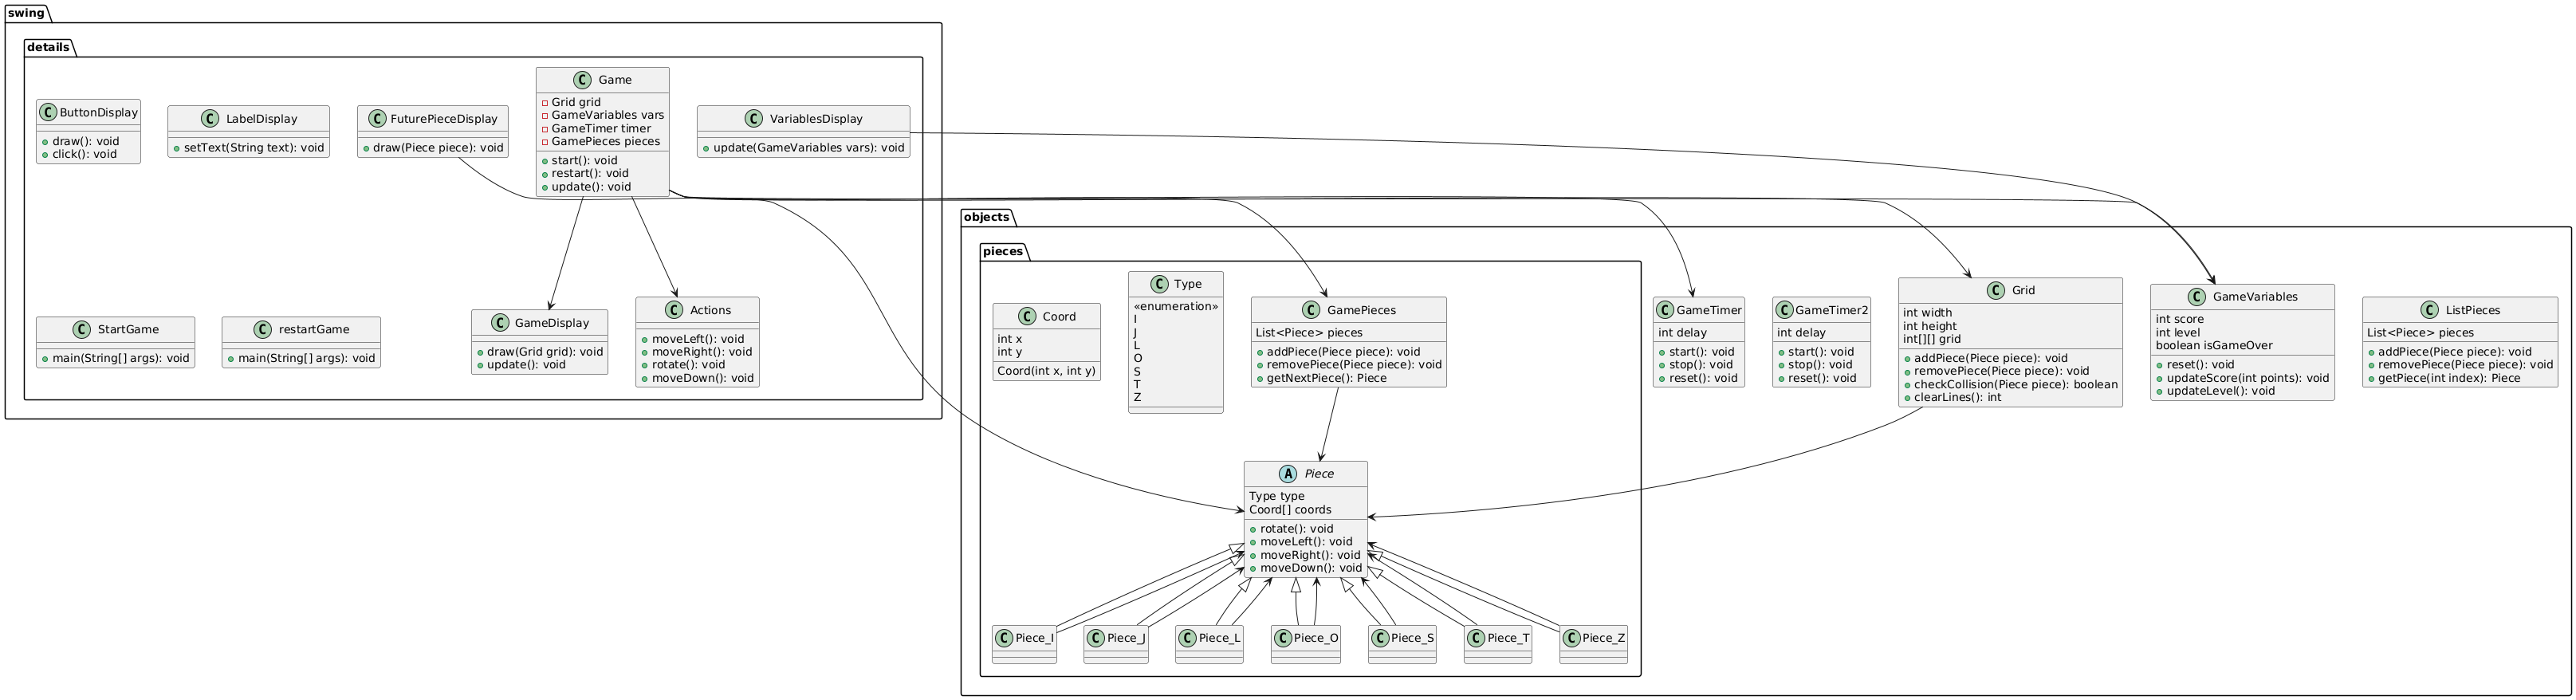 swing
details
C Game
Grid grid
GameVariables vars
GameTimer timer
GamePieces pieces
start(): void
restart(): void
update(): void
C ButtonDisplay
draw(): void
click(): void
C LabelDisplay
setText(String text): void
C FuturePieceDisplay
draw(Piece piece): void
C VariablesDisplay
update(GameVariables vars): void
C StartGame
main(String[] args): void
C restartGame
main(String[] args): void
C GameDisplay
draw(Grid grid): void
update(): void
C Actions
moveLeft(): void
moveRight(): void
rotate(): void
moveDown(): void
objects
pieces
C Coord
int x
int y
Coord(int x, int y)
C Type
«enumeration»
I
J
L
O
S
T
Z
C GamePieces
List<Piece> pieces
addPiece(Piece piece): void
removePiece(Piece piece): void
getNextPiece(): Piece
C GameTimer
int delay
start(): void
stop(): void
reset(): void
C GameTimer2
int delay
start(): void
stop(): void
reset(): void
C Grid
int width
int height
int[][] grid
addPiece(Piece piece): void
removePiece(Piece piece): void
checkCollision(Piece piece): boolean
clearLines(): int
C GameVariables
int score
int level
boolean isGameOver
reset(): void
updateScore(int points): void
updateLevel(): void
C ListPieces
List<Piece> pieces
addPiece(Piece piece): void
removePiece(Piece piece): void
getPiece(int index): Piece
A Piece
Type type
Coord[] coords
rotate(): void
moveLeft(): void
moveRight(): void
moveDown(): void
C Piece_I
C Piece_J
C Piece_L
C Piece_O
C Piece_S
C Piece_T
C Piece_Z